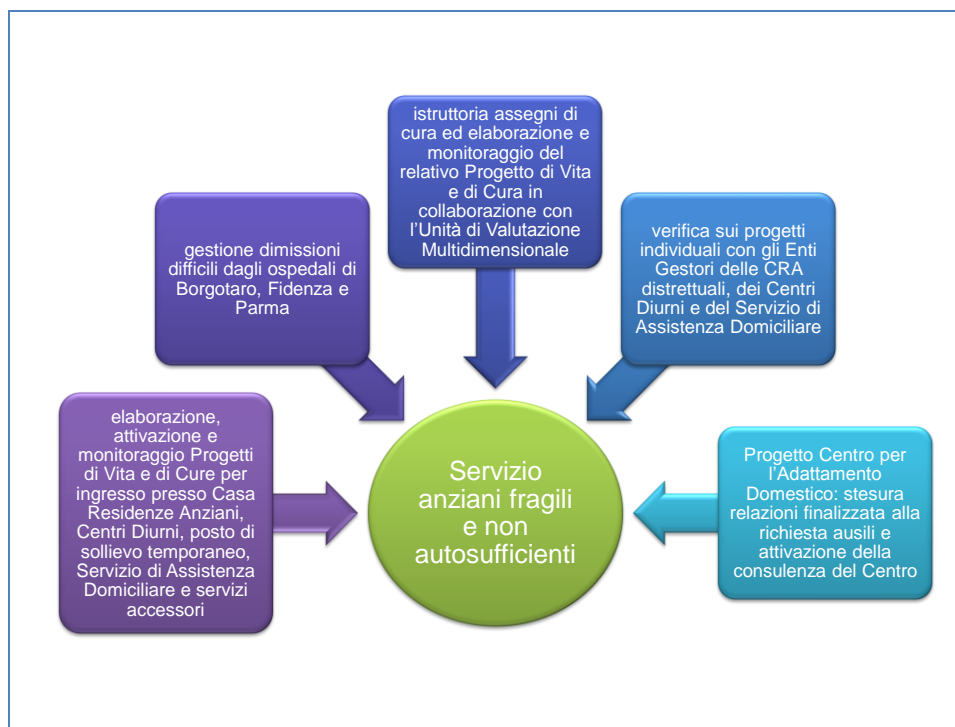 istruttoria assegni di
cura ed elaborazione e
monitoraggio del
relativo Progetto di Vita
e di Cura in
collaborazione con
l’Unità di Valutazione
Multidimensionale
gestione dimissioni
difficili dagli ospedali di
Borgotaro, Fidenza e
Parma
verifica sui progetti
individuali con gli Enti
Gestori delle CRA
distrettuali, dei Centri
Diurni e del Servizio di
Assistenza Domiciliare
elaborazione,
attivazione e
monitoraggio Progetti
di Vita e di Cure per
ingresso presso Casa
Residenze Anziani,
Centri Diurni, posto di
sollievo temporaneo,
Servizio di Assistenza
Domiciliare e servizi
accessori
Servizio
anziani fragili
e non
autosufficienti
Progetto Centro per
l’Adattamento
Domestico: stesura
relazioni finalizzata alla
richiesta ausili e
attivazione della
consulenza del Centro